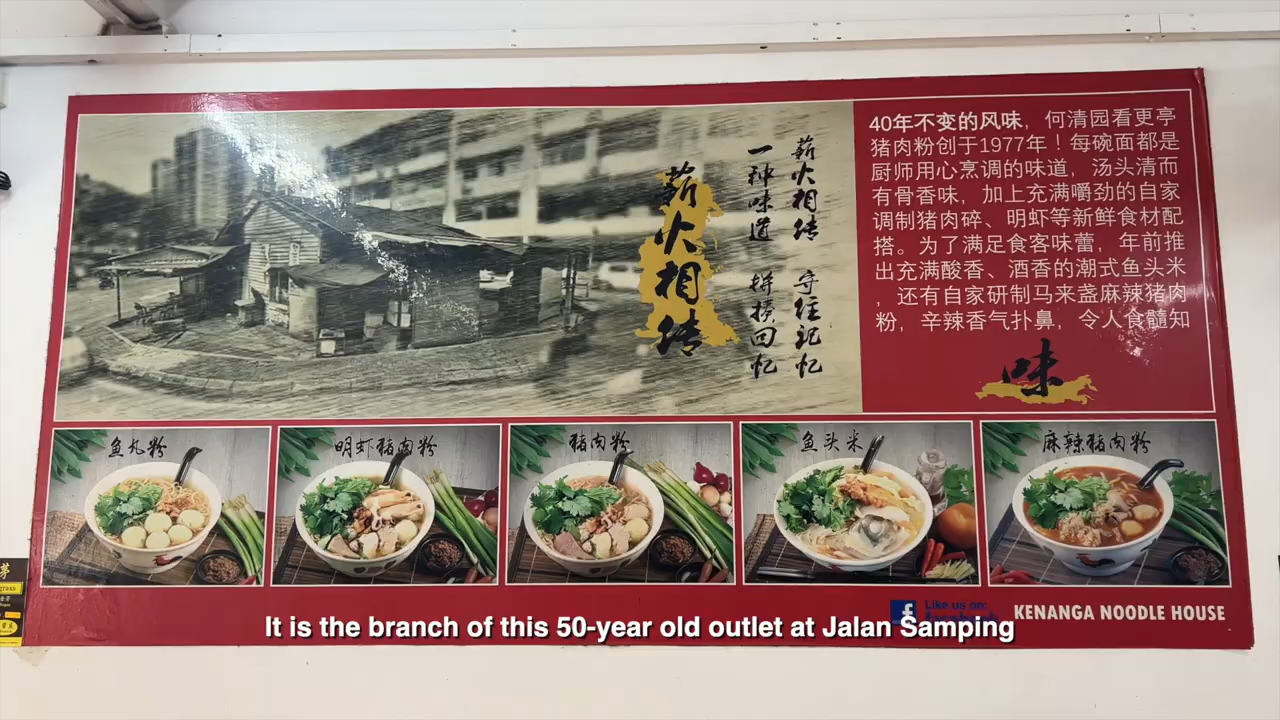 薪火相传
薪火相传 守住记忆
一种味道 拼凑回忆
40年不变的风味，何清园看更亭
猪肉粉创于1977年！每碗面都是
厨师用心烹调的味道，汤头清而
有骨香味，加上充满嚼劲的自家
调制猪肉碎、明虾等新鲜食材配
搭。为了满足食客味蕾，年前推
出充满酸香、酒香的潮式鱼头米
，还有自家研制马来盏麻辣猪肉
粉，辛辣香气扑鼻，令人食髓知
味
鱼丸粉
明虾猪肉粉
猪肉粉
鱼头米
麻辣猪肉粉
Like us on:
KENANGA NOODLE HOUSE
It is the branch of this 50-year old outlet at Jalan Samping